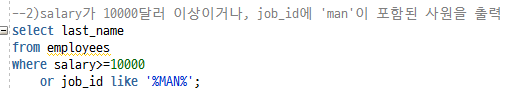 --2)salary가 10000달러 이상이거나, job_id에 'man'이 포함된 사원을 출력
select last_name
from employees
where salary>=10000
or job_id like '%MAN%';